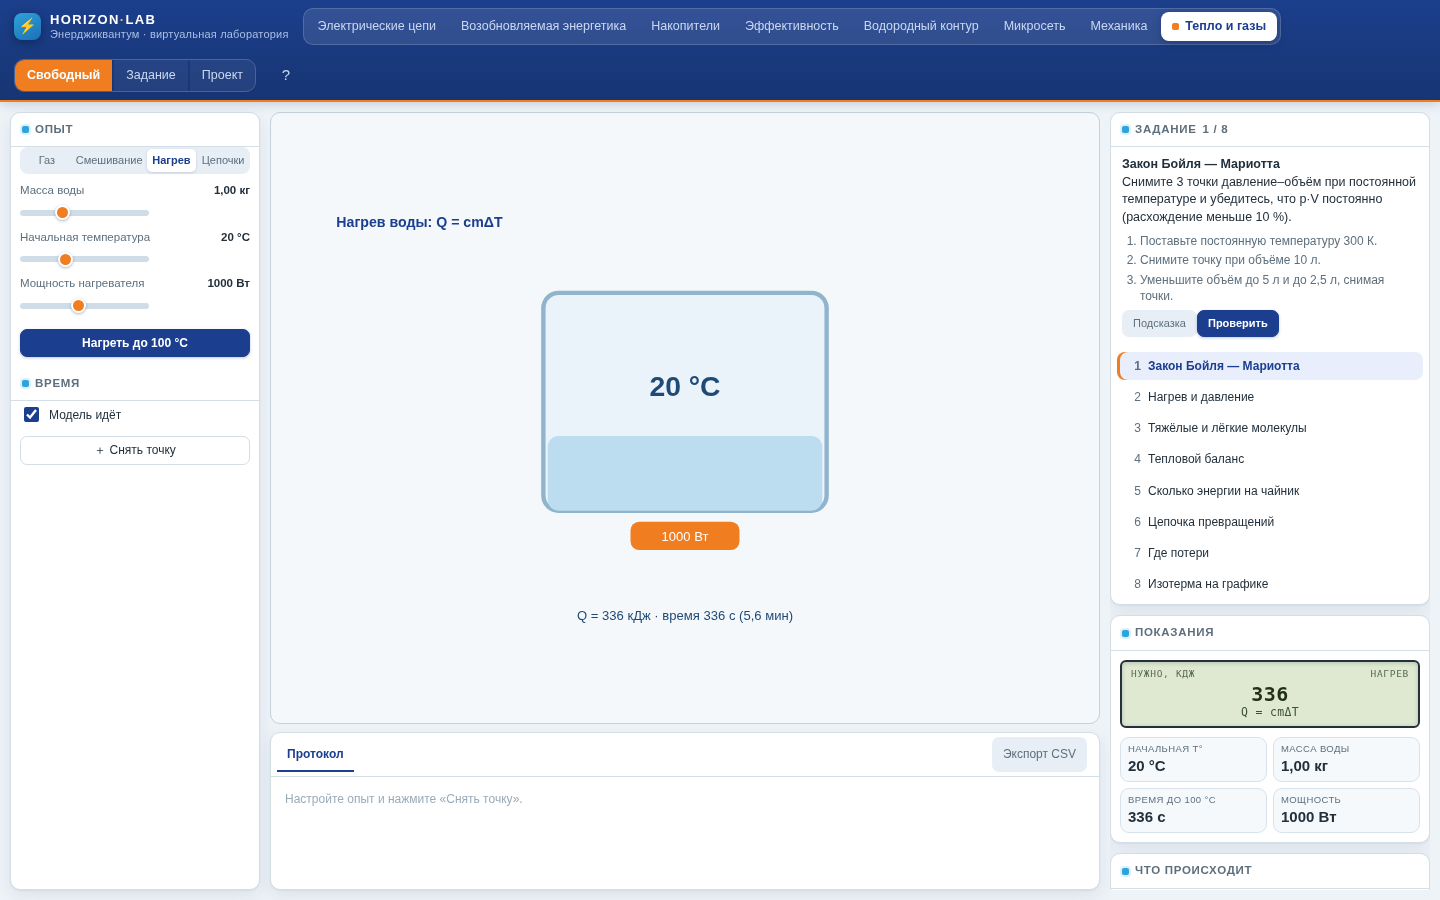 HORIZON·LAB
Энерджиквантум · виртуальная лаборатория
Электрические цепи
Возобновляемая энергетика
Накопители
Эффективность
Водородный контур
Микросеть
Механика
Тепло и газы
Свободный
Задание
Проект
?
ОПЫТ
Газ
Смешивание
Нагрев
Цепочки
Масса воды 1,00 кг
Начальная температура 20 °C
Мощность нагревателя 1000 Вт
Нагреть до 100 °C
ВРЕМЯ
Модель идёт
+ Снять точку
Нагрев воды: Q = cmΔT
20 °C
1000 Вт
Q = 336 кДж · время 336 с (5,6 мин)
Протокол
Экспорт CSV
Настройте опыт и нажмите «Снять точку».
ЗАДАНИЕ 1 / 8
Закон Бойля — Мариотта
Снимите 3 точки давление–объём при постоянной
температуре и убедитесь, что p·V постоянно
(расхождение меньше 10 %).
1. Поставьте постоянную температуру 300 К.
2. Снимите точку при объёме 10 л.
3. Уменьшите объём до 5 л и до 2,5 л, снимая
точки.
Подсказка
Проверить
1 Закон Бойля — Мариотта
2 Нагрев и давление
3 Тяжёлые и лёгкие молекулы
4 Тепловой баланс
5 Сколько энергии на чайник
6 Цепочка превращений
7 Где потери
8 Изотерма на графике
ПОКАЗАНИЯ
НУЖНО, КДЖ НАГРЕВ
336
Q = cmΔT
НАЧАЛЬНАЯ T°
20 °C
МАССА ВОДЫ
1,00 кг
ВРЕМЯ ДО 100 °C
336 с
МОЩНОСТЬ
1000 Вт
ЧТО ПРОИСХОДИТ